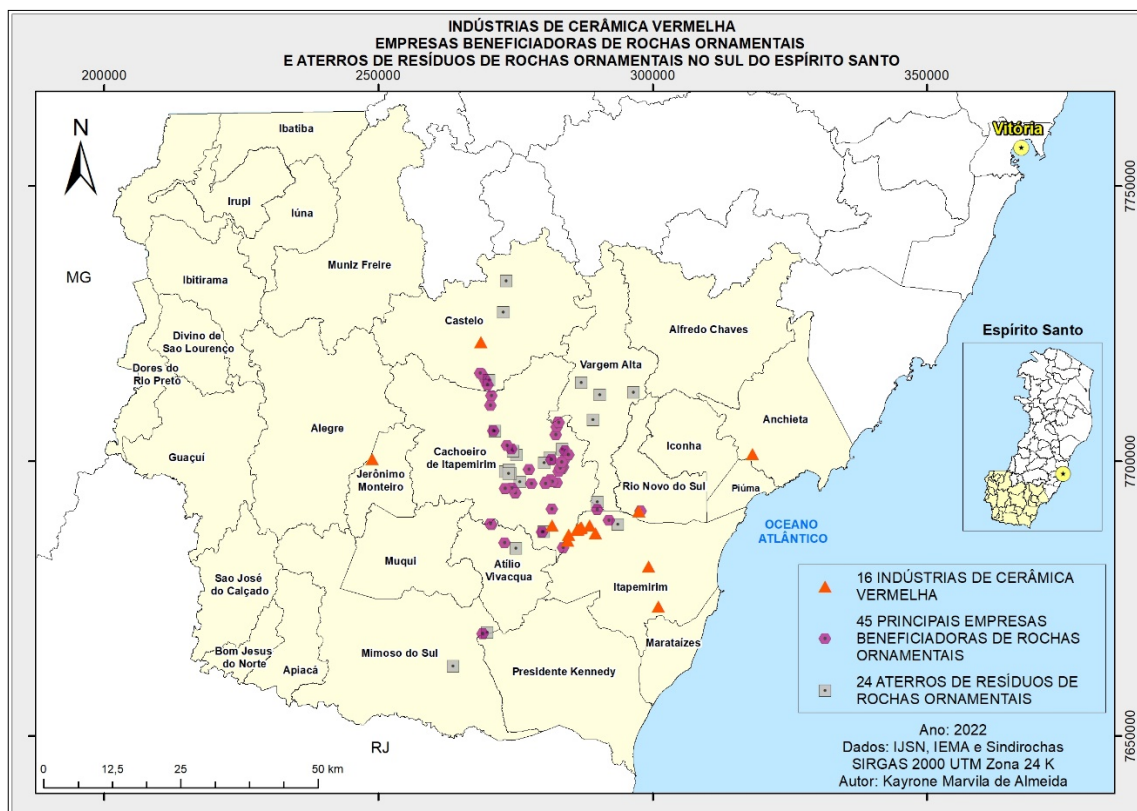 INDÚSTRIAS DE CERÂMICA VERMELHA
EMPRESAS BENEFICIADORAS DE ROCHAS ORNAMENTAIS
E ATERROS DE RESÍDUOS DE ROCHAS ORNAMENTAIS NO SUL DO ESPÍRITO SANTO
200000
250000
300000
350000
N
Ibatiba
Vitória
7750000
7750000
Irupi
Iúna
MG
Muniz Freire
Ibitirama
Castelo
Alfredo Chaves
Espírito Santo
Divino de
Sao Lourenço
Dores do
Rio Preto
Vargem Alta
Anchieta
Alegre
Guaçuí
Cachoeiro
de Itapemirim
Iconha
7700000
7700000
Jerônimo
Monteiro
Rio Novo do Sul
Piúma
OCEANO
ATLÂNTICO
Muqui
Atílio
Vivacqua
Itapemirim
Sao José
do Calçado
16 INDÚSTRIAS DE CERÂMICA
VERMELHA
45 PRINCIPAIS EMPRESAS
BENEFICIADORAS DE ROCHAS
ORNAMENTAIS
24 ATERROS DE RESÍDUOS DE
ROCHAS ORNAMENTAIS
Marataízes
Bom Jesus
do Norte
Apiacá
Mimoso do Sul
Presidente Kennedy
7650000
7650000
RJ
Ano: 2022
Dados: IJSN, IEMA e Sindirochas
SIRGAS 2000 UTM Zona 24 K
Autor: Kayrone Marvila de Almeida
0
12,5
25
50 km